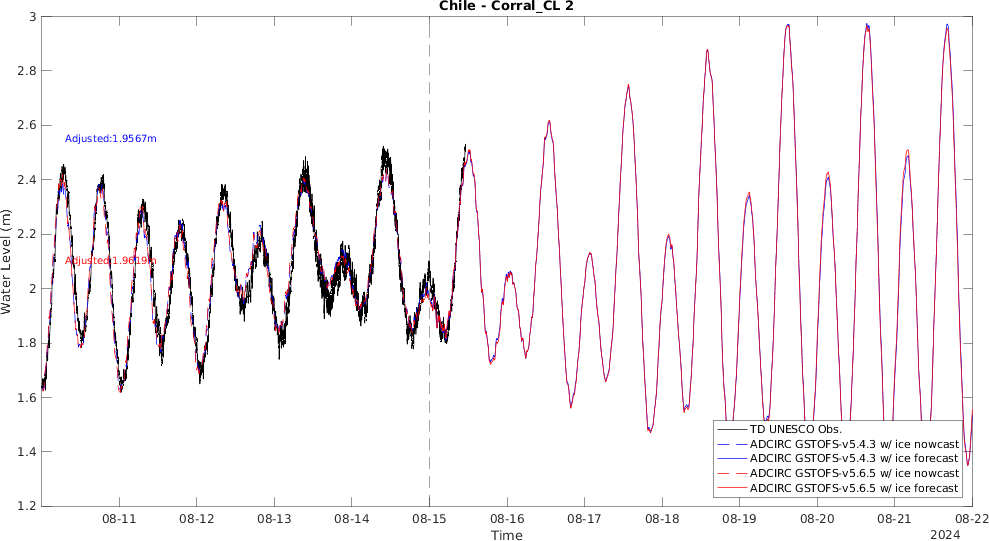 Chile - Corral_CL 2
Water Level (m)
3
2.8
2.6
2.4
2.2
2
1.8
1.6
1.4
1.2
Adjusted:1.9567m
Adjusted:1.9619m
TD UNESCO Obs.
ADCIRC GSTOFS-v5.4.3 w/ ice nowcast
ADCIRC GSTOFS-v5.4.3 w/ ice forecast
ADCIRC GSTOFS-v5.6.5 w/ ice nowcast
ADCIRC GSTOFS-v5.6.5 w/ ice forecast
08-11 08-12 08-13 08-14 08-15 08-16 08-17 08-18 08-19 08-20 08-21 08-22
Time
2024